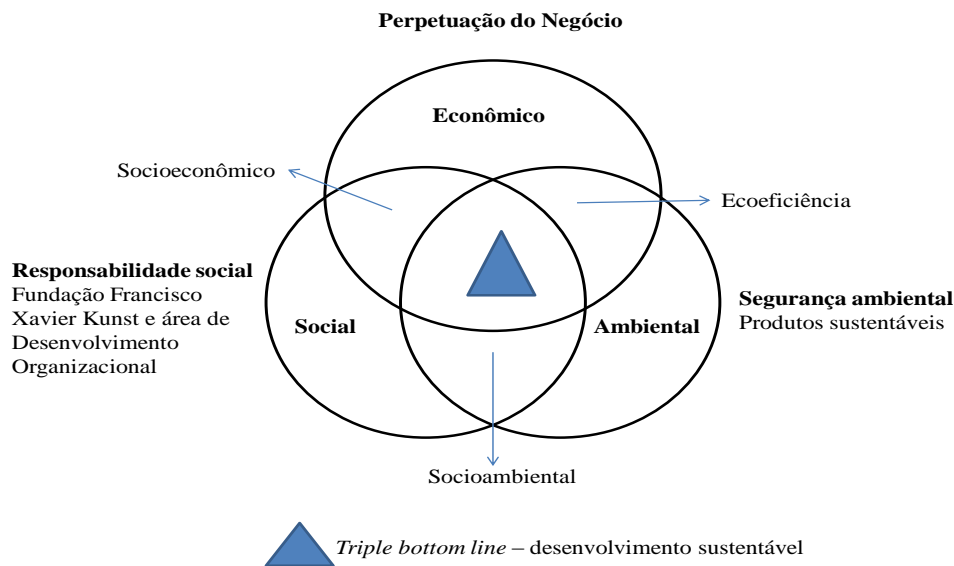 Perpetuação do Negócio
Econômico
Socioeconômico
Ecoeficiência
Responsabilidade social
Fundação Francisco
Xavier Kunst e área de
Desenvolvimento
Organizacional
Social
Ambiental
Segurança ambiental
Produtos sustentáveis
Socioambiental
Triple bottom line – desenvolvimento sustentável